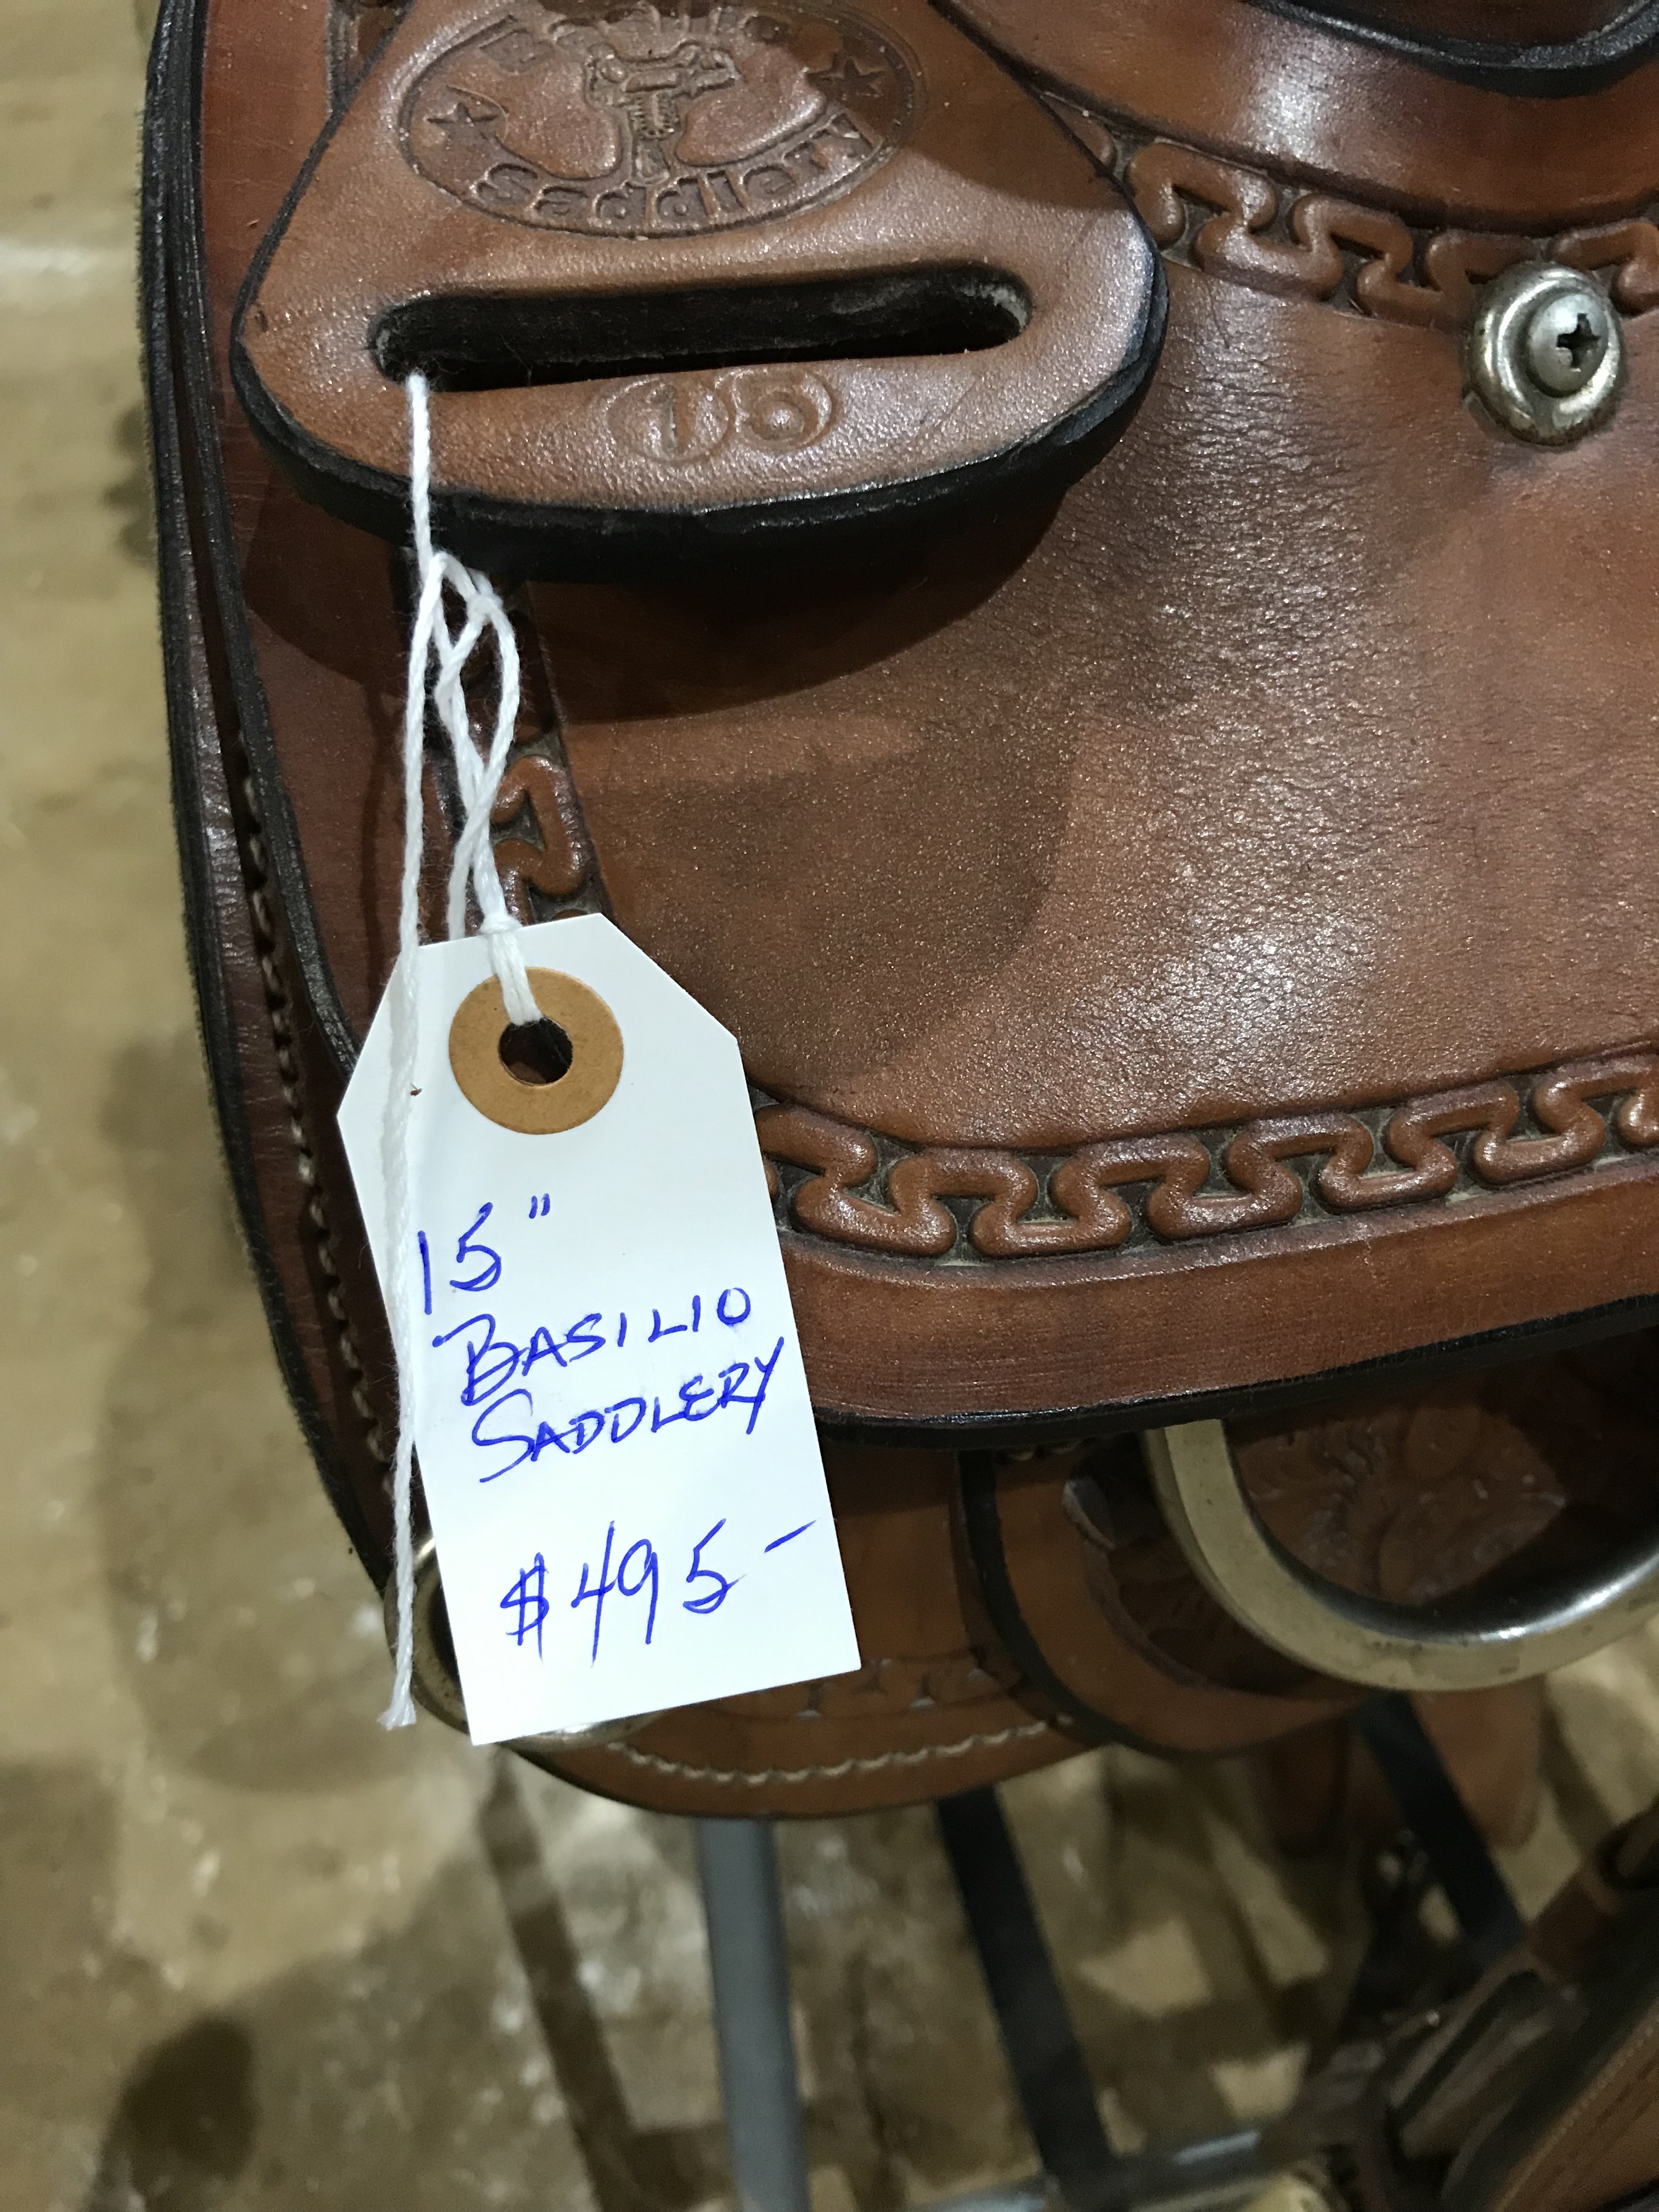 Saddlery
15
15"
BASILIO
SADDLERY
$495-